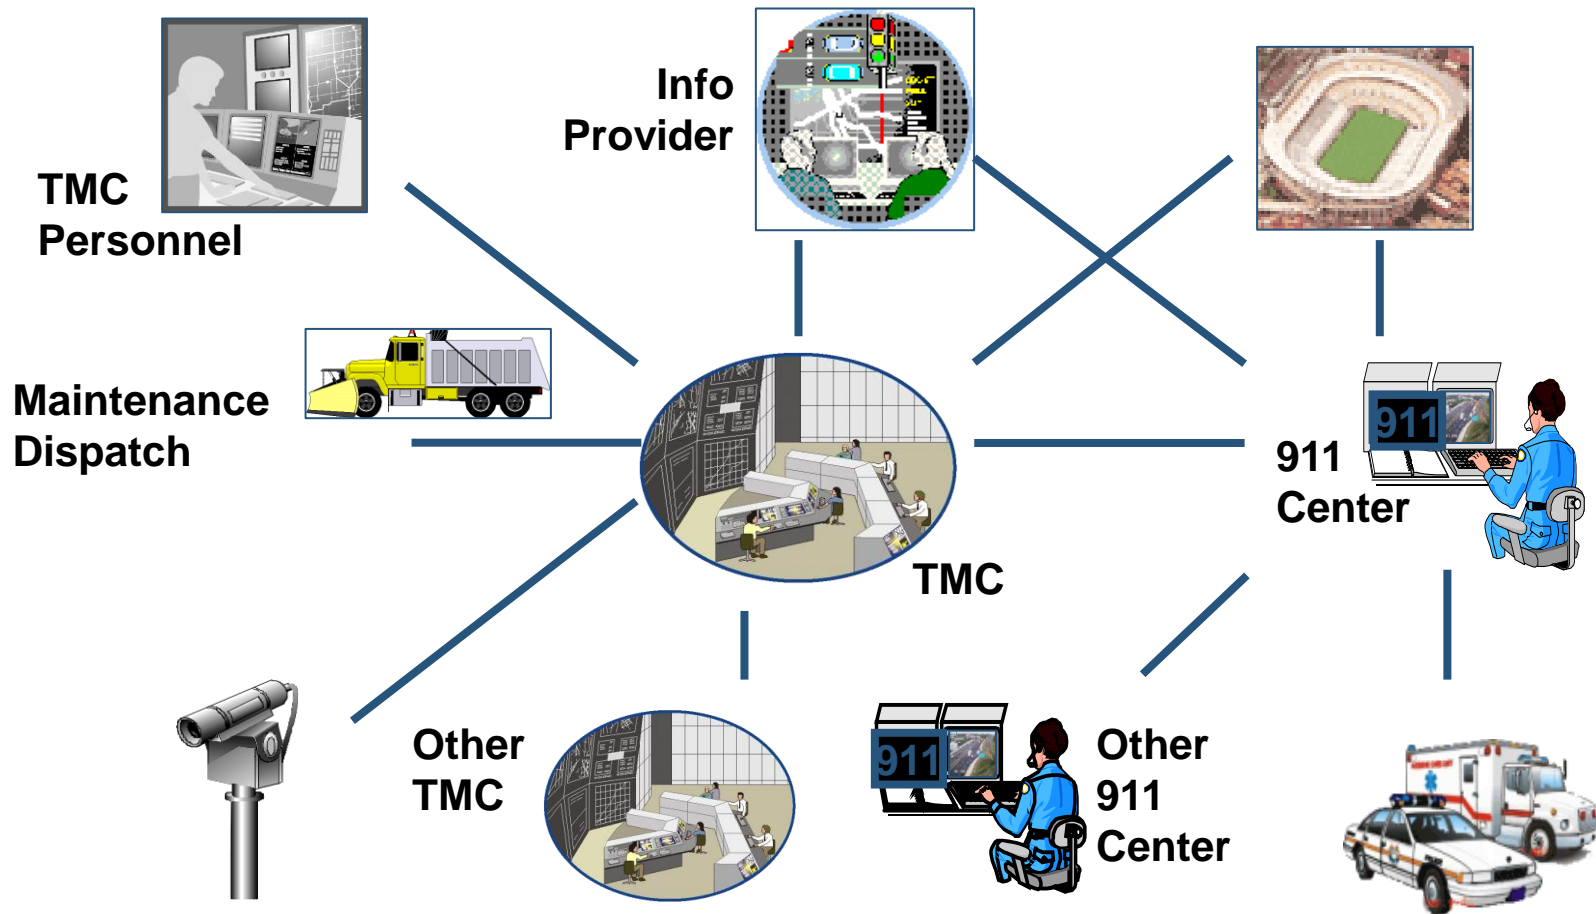 Info
Provider
TMC
Personnel
Maintenance
Dispatch
911
911
Center
TMC
Other
TMC
911
Other
911
Center